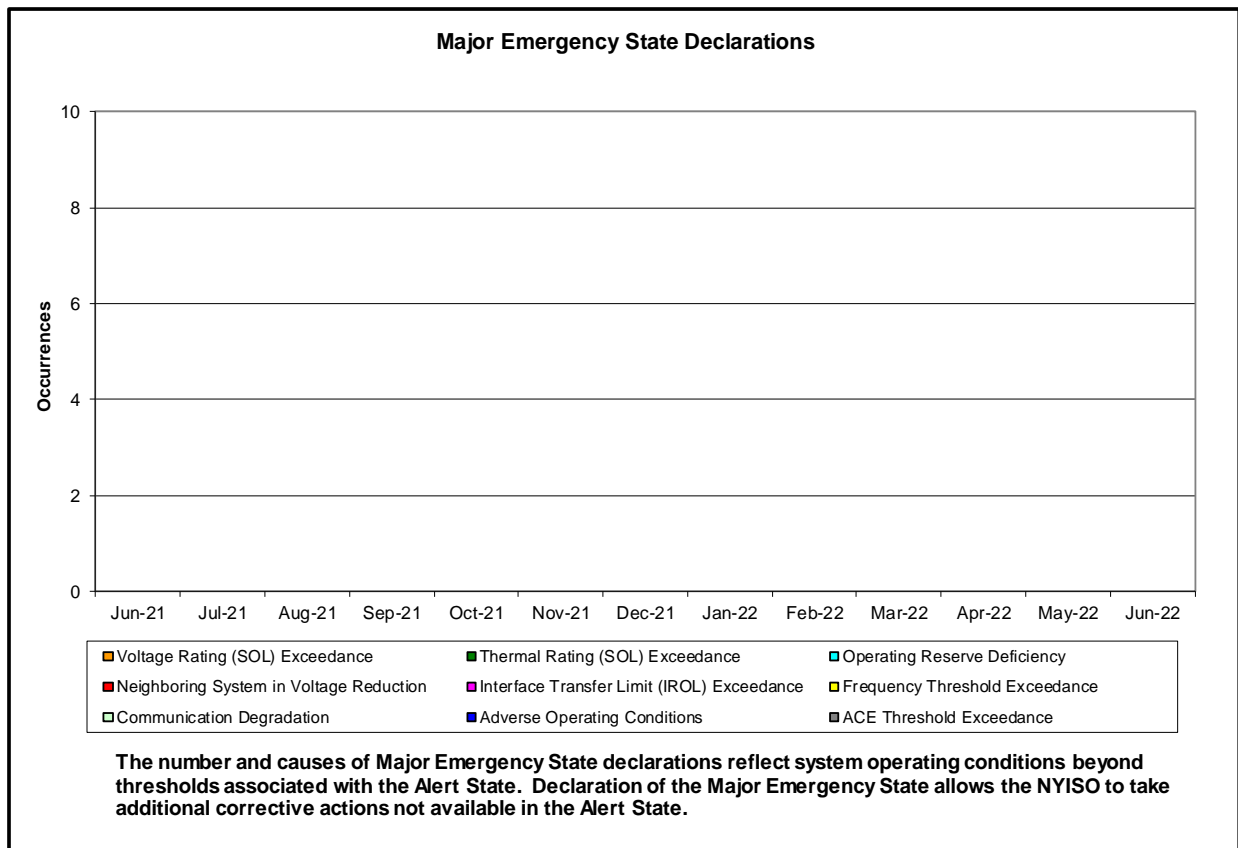 Major Emergency State Declarations
10
8
6
4
2
0
Occurrences
Jun-21 Jul-21 Aug-21 Sep-21 Oct-21 Nov-21 Dec-21 Jan-22 Feb-22 Mar-22 Apr-22 May-22 Jun-22
Voltage Rating (SOL) Exceedance Thermal Rating (SOL) Exceedance Operating Reserve Deficiency
Neighboring System in Voltage Reduction Interface Transfer Limit (IROL) Exceedance Frequency Threshold Exceedance
Communication Degradation Adverse Operating Conditions ACE Threshold Exceedance
The number and causes of Major Emergency State declarations reflect system operating conditions beyond
thresholds associated with the Alert State. Declaration of the Major Emergency State allows the NYISO to take
additional corrective actions not available in the Alert State.